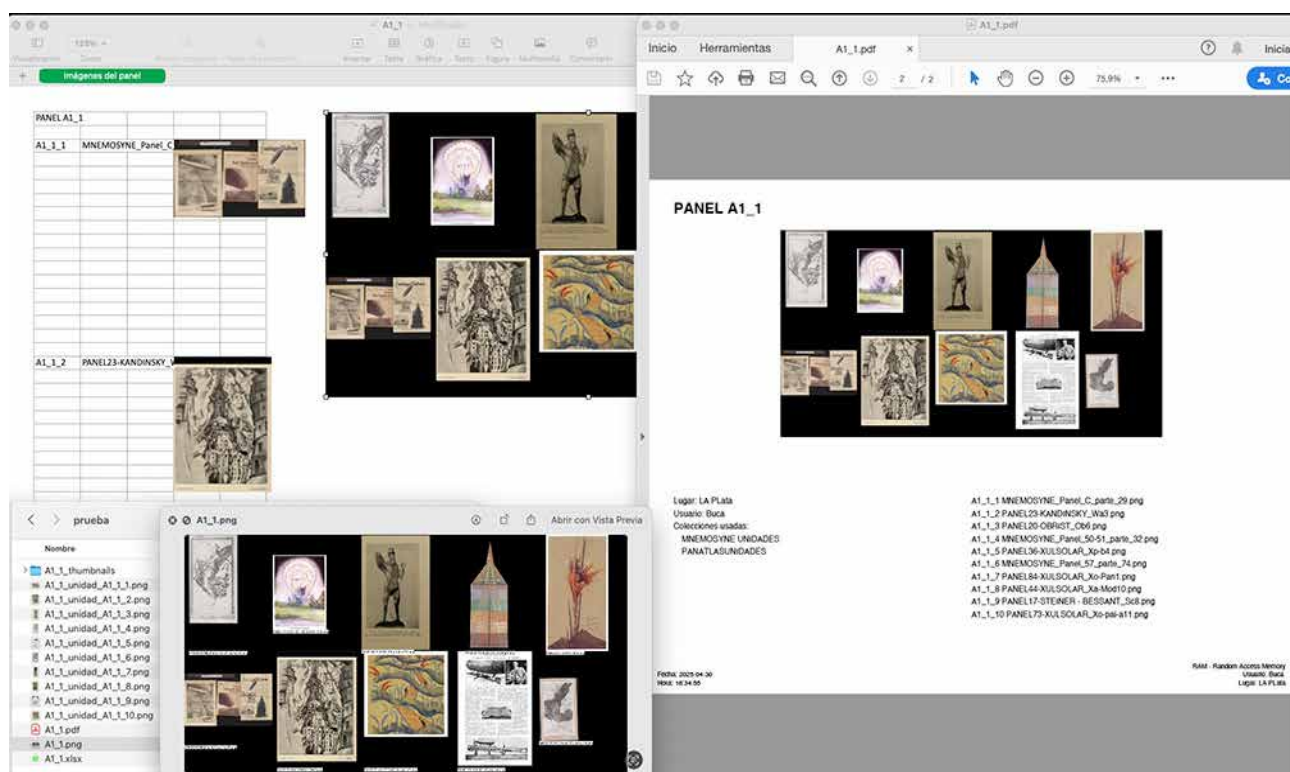 A1_1
125%
Imágenes del panel
PANEL A1_1
A1_1_1 MNEMOSYNE_Panel_C
A1_1_2 PANEL23-KANDINSKY_W
prueba
Nombre
A1_1_thumbnails
A1_1_unidad_A1_1_1.png
A1_1_unidad_A1_1_2.png
A1_1_unidad_A1_1_3.png
A1_1_unidad_A1_1_4.png
A1_1_unidad_A1_1_5.png
A1_1_unidad_A1_1_6.png
A1_1_unidad_A1_1_7.png
A1_1_unidad_A1_1_8.png
A1_1_unidad_A1_1_9.png
A1_1_unidad_A1_1_10.png
A1_1.pdf
A1_1.png
A1_1.xlsx
A1_1.png
Abrir con Vista Previa
A1_1.pdf
Inicio Herramientas A1_1.pdf × Inicia
2 / 2 75,9% Co
PANEL A1_1
Lugar: LA PLata
Usuario: Buca
Colecciones usadas:
MNEMOSYNE UNIDADES
PANATLASUNIDADES
A1_1_1 MNEMOSYNE_Panel_C_parte_29.png
A1_1_2 PANEL23-KANDINSKY_Wa3.png
A1_1_3 PANEL20-OBRIST_Ob6.png
A1_1_4 MNEMOSYNE_Panel_50-51_parte_32.png
A1_1_5 PANEL36-XULSOLAR_Xp-b4.png
A1_1_6 MNEMOSYNE_Panel_57_parte_74.png
A1_1_7 PANEL84-XULSOLAR_Xo-Pan1.png
A1_1_8 PANEL44-XULSOLAR_Xa-Mod10.png
A1_1_9 PANEL17-STEINER - BESSANT_Sc8.png
A1_1_10 PANEL73-XULSOLAR_Xo-pai-a11.png
Fecha: 2025-04-30
Hora: 16:34:55
RAM - Random Access Memory
Usuario: Buca
Lugar: LA PLata